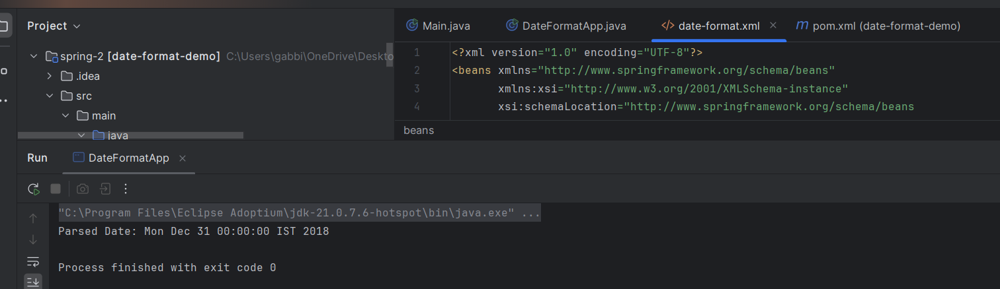 Project
Main.java DateFormatApp.java </> date-format.xml m pom.xml (date-format-demo)
spring-2 [date-format-demo] C:\Users\gabbi\OneDrive\Deskto
.idea
src
main
java
1 <?xml version="1.0" encoding="UTF-8"?>
2 <beans xmlns="http://www.springframework.org/schema/beans"
3 xmlns:xsi="http://www.w3.org/2001/XMLSchema-instance"
4 xsi:schemaLocation="http://www.springframework.org/schema/beans
beans
Run DateFormatApp
"C:\Program Files\Eclipse Adoptium\jdk-21.0.7.6-hotspot\bin\java.exe" ...
Parsed Date: Mon Dec 31 00:00:00 IST 2018
Process finished with exit code 0